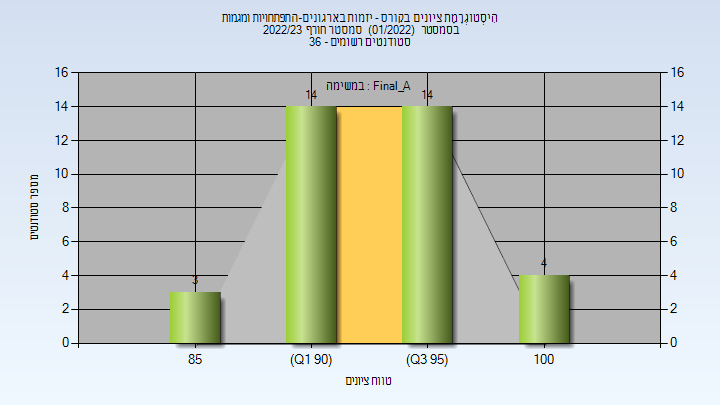 היסטוגרמת ציונים בקורס - יזמות בארגונים-התפתחויות ומגמות
בסמסטר (01/2022) סמסטר חורף 2022/23
סטודנטים רשומים - 36
במשימה : Final_A
16 16
14 14 14 14
12 12
10 10
8 8
6 6
4 4 4
3
2 2
0 0
85 (Q1 90) (Q3 95) 100
מספר סטודנטים
טווח ציונים